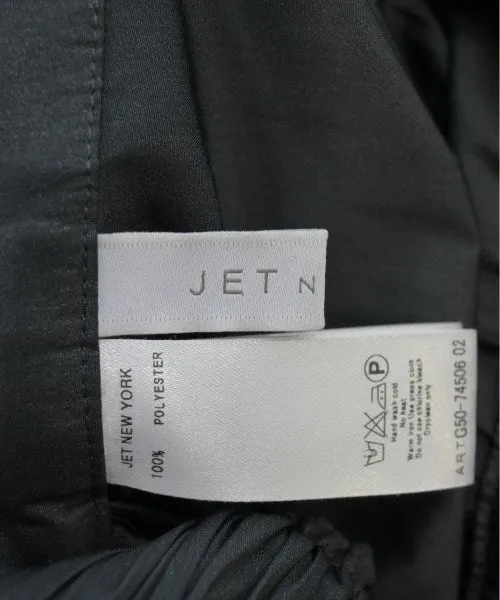 JET N
JET NEW YORK
100% POLYESTER
P
Hand wash cold
No heat
Warm iron Use press cloth
Do not use chlorine bleach
Dryclean only
ART G50-74506 02